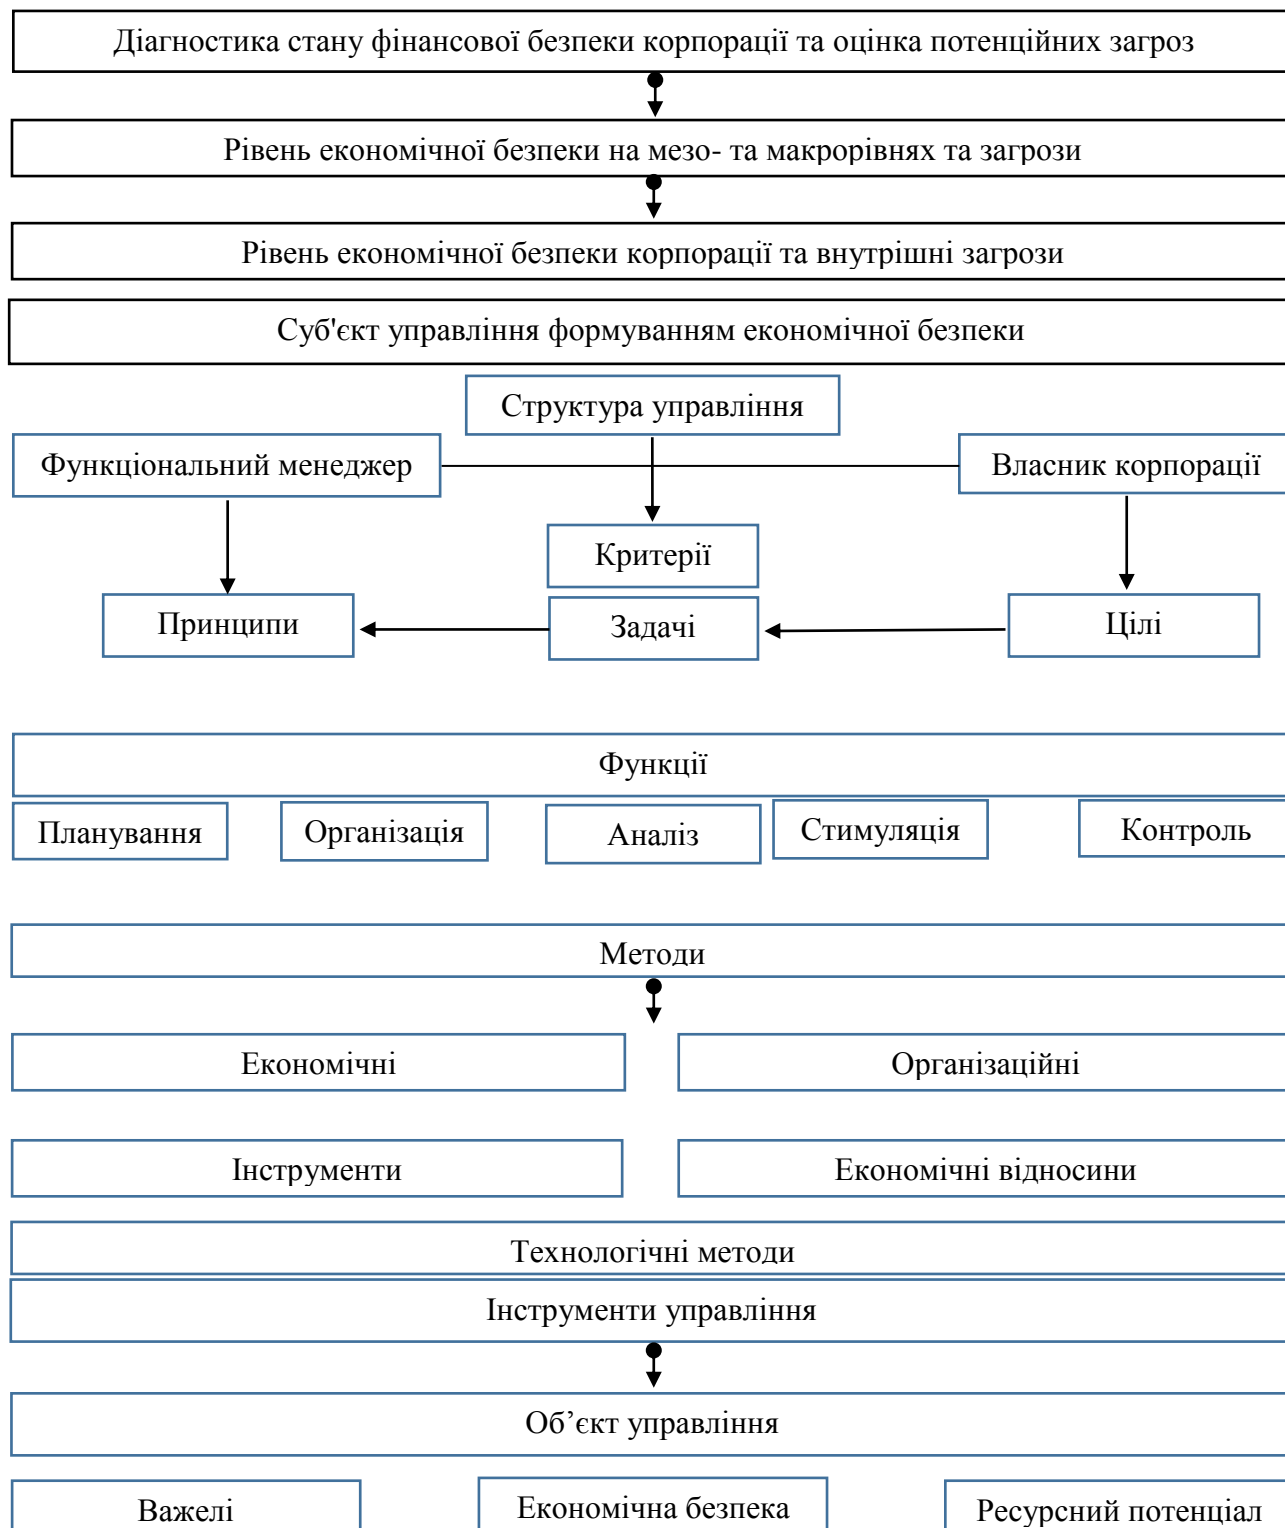 Діагностика стану фінансової безпеки корпорації та оцінка потенційних загроз
Рівень економічної безпеки на мезо- та макрорівнях та загрози
Рівень економічної безпеки корпорації та внутрішні загрози
Суб'єкт управління формуванням економічної безпеки
Структура управління
Функціональний менеджер
Власник корпорації
Критерії
Принципи
Задачі
Цілі
Функції
Планування
Організація
Аналіз
Стимуляція
Контроль
Методи
Економічні
Організаційні
Інструменти
Економічні відносини
Технологічні методи
Інструменти управління
Об’єкт управління
Важелі
Економічна безпека
Ресурсний потенціал